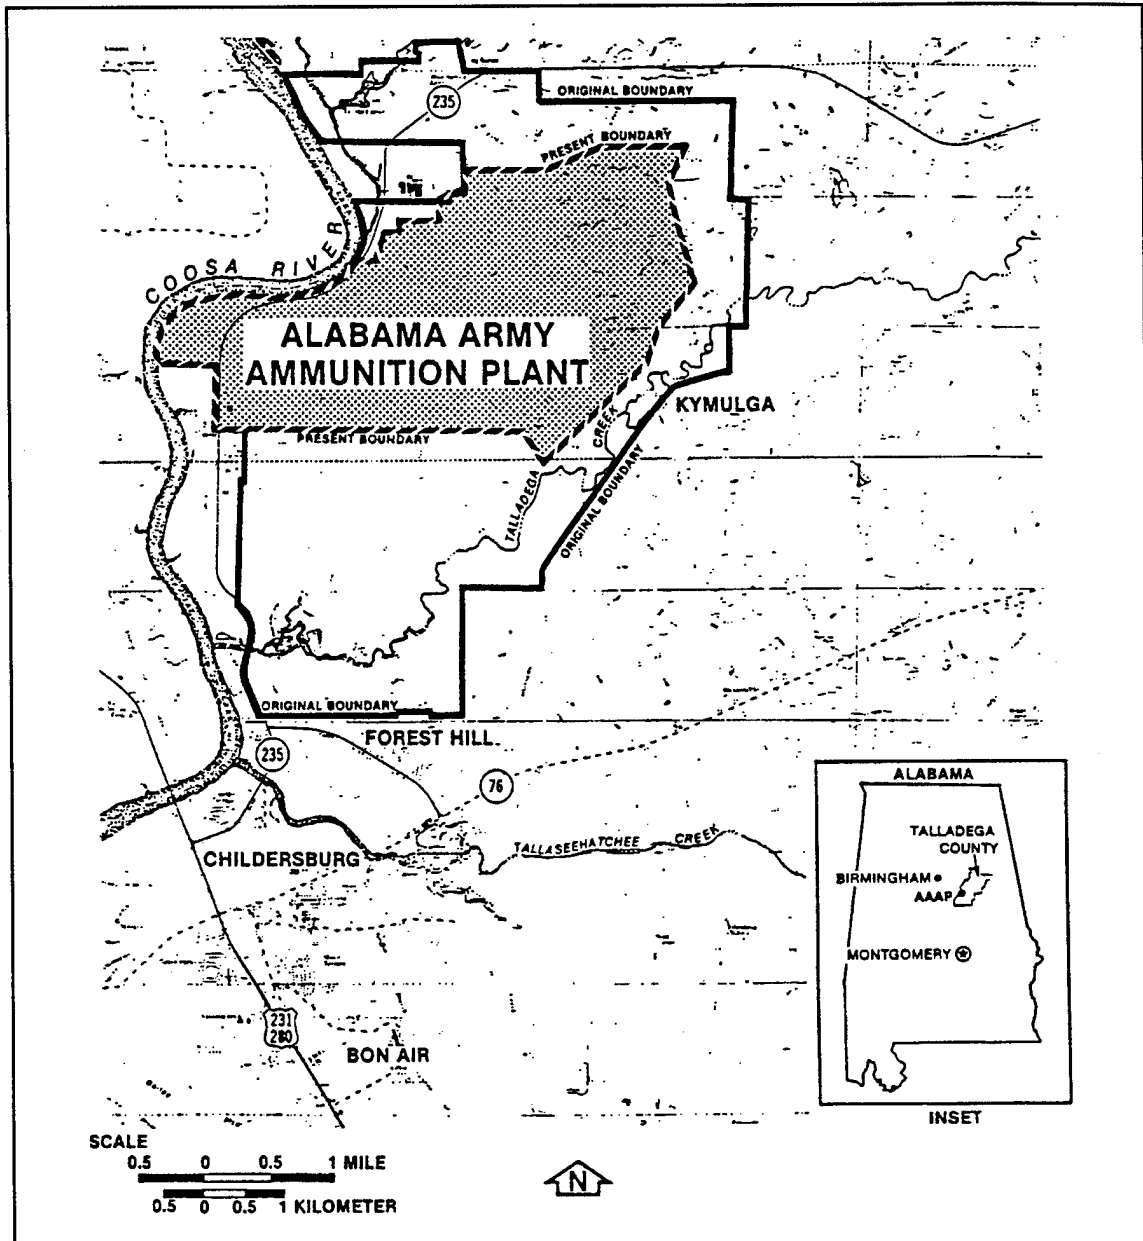 235
ORIGINAL BOUNDARY
PRESENT BOUNDARY
COOSA RIVER
ALABAMA ARMY
AMMUNITION PLANT
KYMULGA
PRESENT BOUNDARY
TALLADEGA CREEK
ORIGINAL BOUNDARY
ORIGINAL BOUNDARY
FOREST HILL
235
76
CHILDERSBURG
TALLASEEHATCHEE CREEK
231
280
BON AIR
ALABAMA
TALLADEGA
COUNTY
BIRMINGHAM
AAAP
MONTGOMERY
INSET
SCALE
0.5 0 0.5 1 MILE
0.5 0 0.5 1 KILOMETER
N